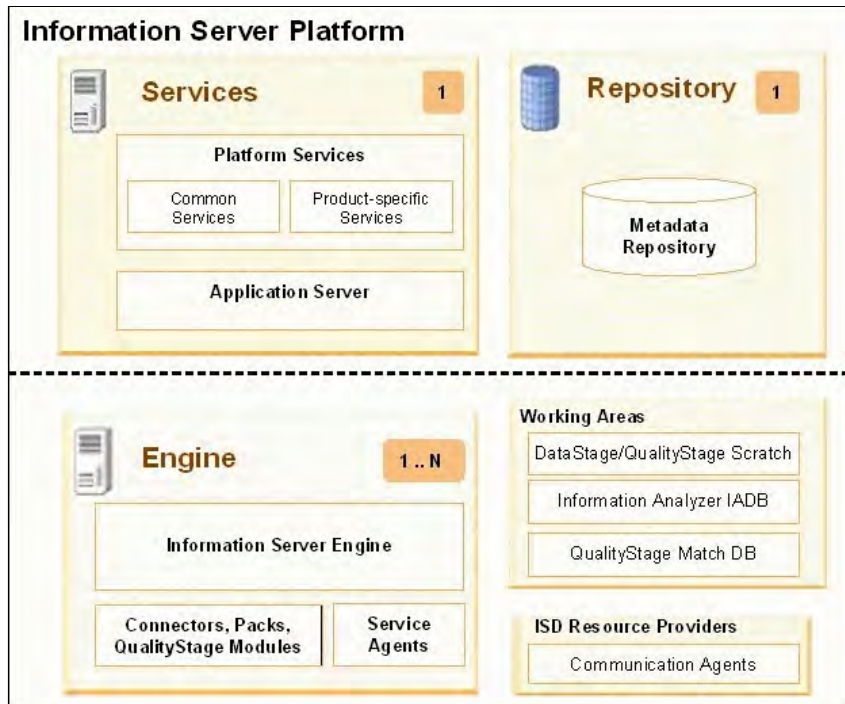 Information Server Platform
Services
1
Platform Services
Common
Services
Product-specific
Services
Application Server
Repository
1
Metadata
Repository
Engine
1 .. N
Information Server Engine
Connectors, Packs,
QualityStage Modules
Service
Agents
Working Areas
DataStage/QualityStage Scratch
Information Analyzer IADB
QualityStage Match DB
ISD Resource Providers
Communication Agents